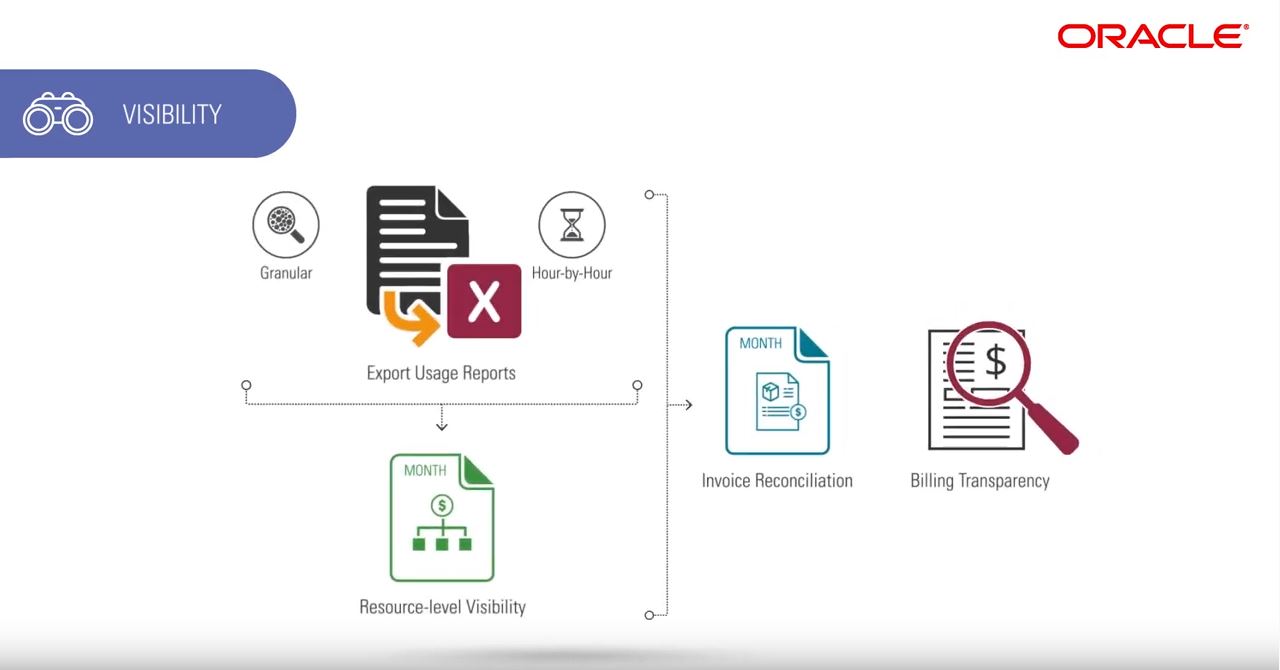 ORACLE®
VISIBILITY
Granular
X
Hour-by-Hour
Export Usage Reports
MONTH
$
Resource-level Visibility
MONTH
$
Invoice Reconciliation
$
Billing Transparency